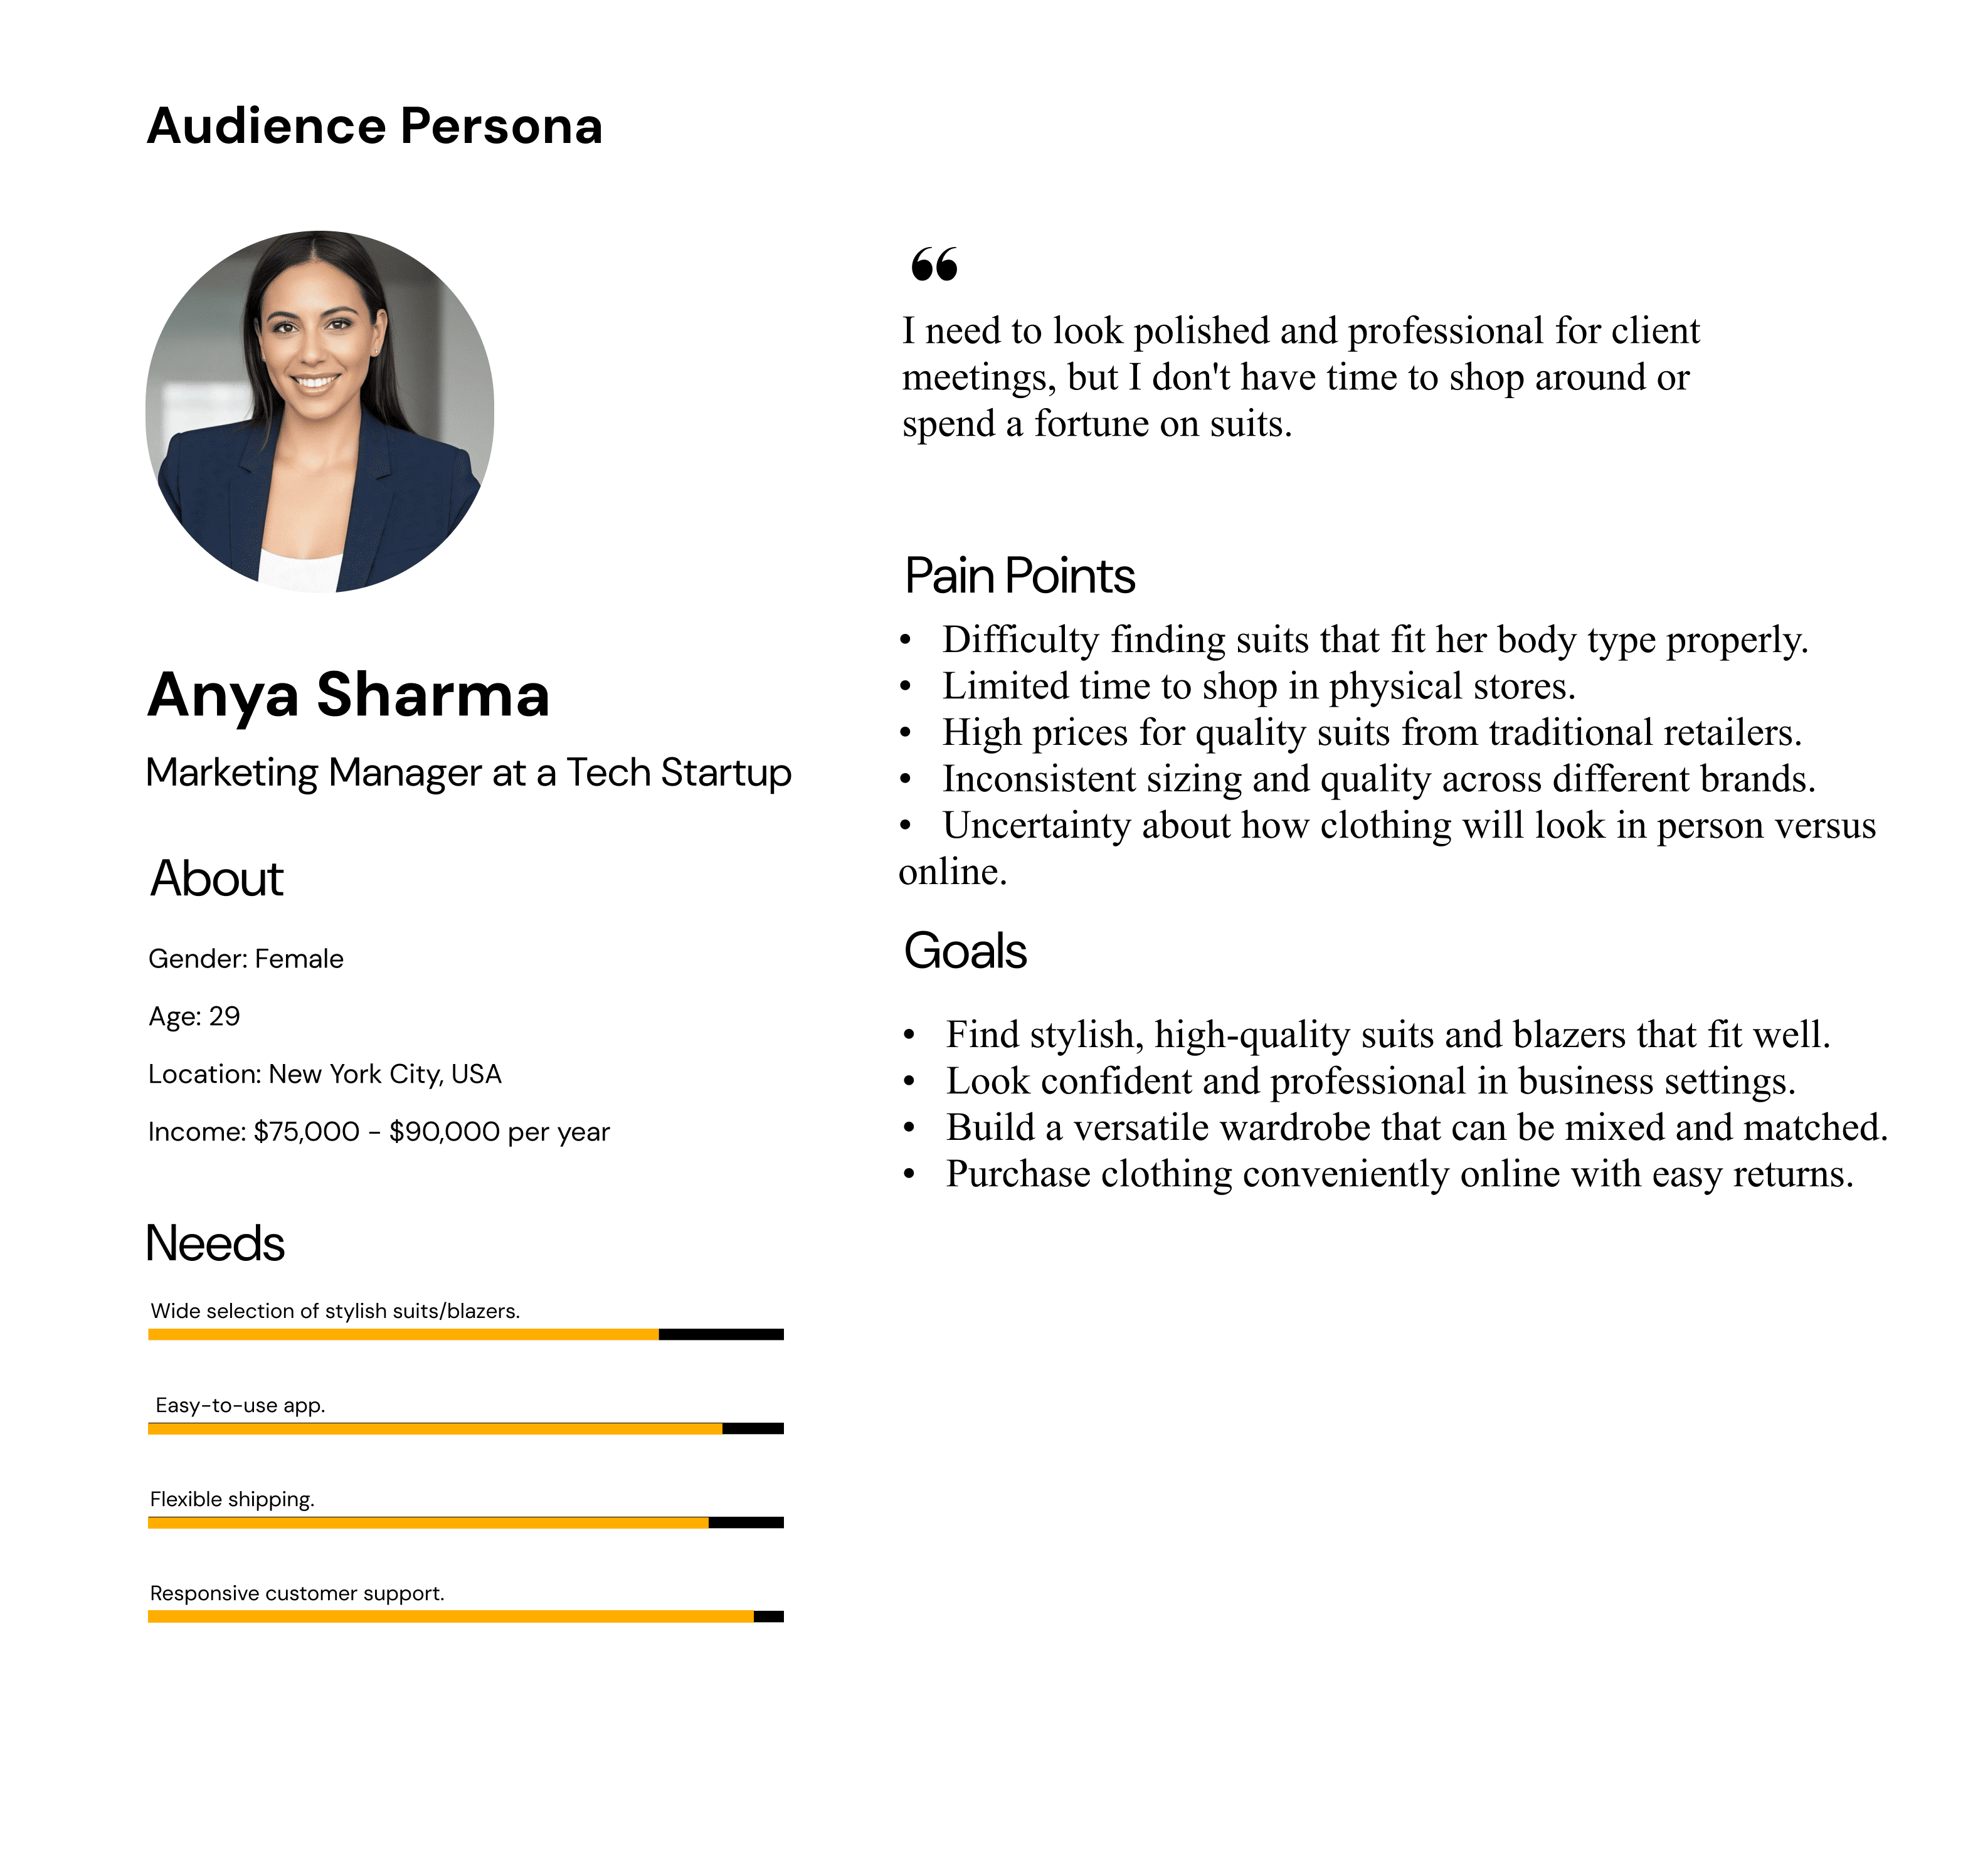 Audience Persona
Anya Sharma
Marketing Manager at a Tech Startup
About
Gender: Female
Age: 29
Location: New York City, USA
Income: $75,000 - $90,000 per year
Needs
Wide selection of stylish suits/blazers.
Easy-to-use app.
Flexible shipping.
Responsive customer support.
“
I need to look polished and professional for client
meetings, but I don't have time to shop around or
spend a fortune on suits.
Pain Points
• Difficulty finding suits that fit her body type properly.
• Limited time to shop in physical stores.
• High prices for quality suits from traditional retailers.
• Inconsistent sizing and quality across different brands.
• Uncertainty about how clothing will look in person versus
online.
Goals
• Find stylish, high-quality suits and blazers that fit well.
• Look confident and professional in business settings.
• Build a versatile wardrobe that can be mixed and matched.
• Purchase clothing conveniently online with easy returns.